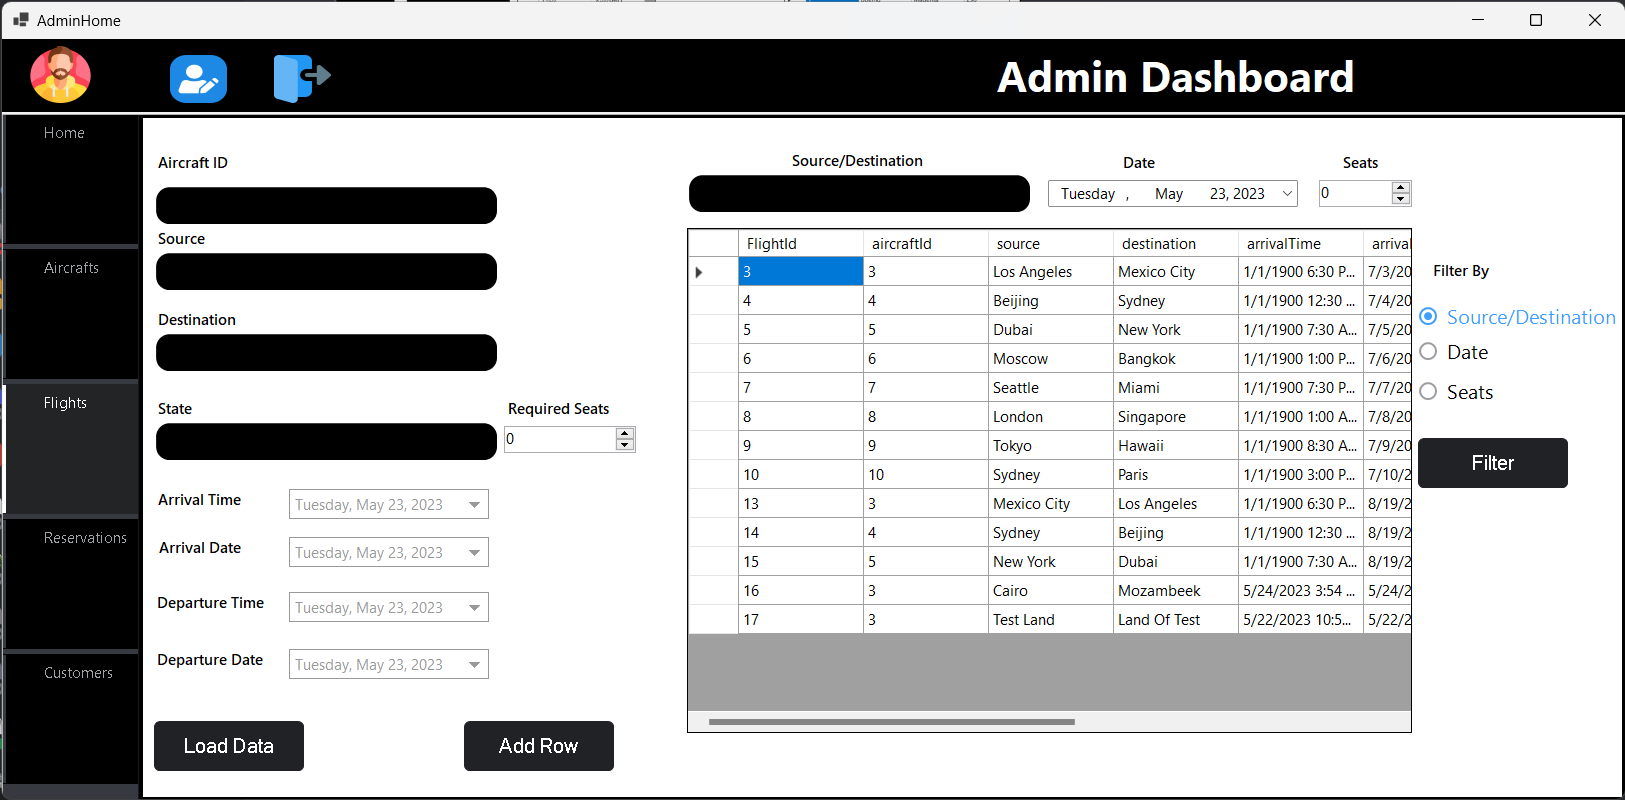 AdminHome
Admin Dashboard
Home
Aircrafts
Flights
Reservations
Customers
Aircraft ID
Source
Destination
State
Required Seats
0
Arrival Time
Tuesday, May 23, 2023
Arrival Date
Tuesday, May 23, 2023
Departure Time
Tuesday, May 23, 2023
Departure Date
Tuesday, May 23, 2023
Load Data
Add Row
Source/Destination
Date
Seats
Tuesday , May 23, 2023
0
FlightId aircraftId source destination arrivalTime arrival
3 3 Los Angeles Mexico City 1/1/1900 6:30 P... 7/3/20
4 4 Beijing Sydney 1/1/1900 12:30 ... 7/4/20
5 5 Dubai New York 1/1/1900 7:30 A... 7/5/20
6 6 Moscow Bangkok 1/1/1900 1:00 P... 7/6/20
7 7 Seattle Miami 1/1/1900 7:30 P... 7/7/20
8 8 London Singapore 1/1/1900 1:00 A... 7/8/20
9 9 Tokyo Hawaii 1/1/1900 8:30 A... 7/9/20
10 10 Sydney Paris 1/1/1900 3:00 P... 7/10/2
13 3 Mexico City Los Angeles 1/1/1900 6:30 P... 8/19/2
14 4 Sydney Beijing 1/1/1900 12:30 ... 8/19/2
15 5 New York Dubai 1/1/1900 7:30 A... 8/19/2
16 3 Cairo Mozambeek 5/24/2023 3:54 ... 5/24/2
17 3 Test Land Land Of Test 5/22/2023 10:5... 5/22/2
Filter By
Source/Destination
Date
Seats
Filter